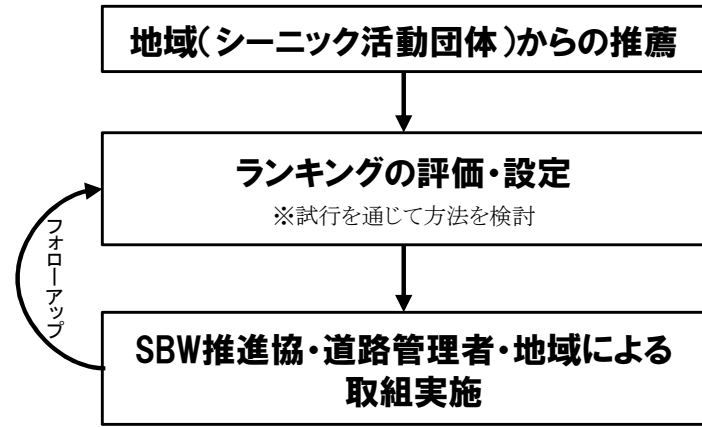 地域（シーニック活動団体）からの推薦
ランキングの評価・設定
※試行を通じて方法を検討
フォローアップ
SBW推進協・道路管理者・地域による
取組実施